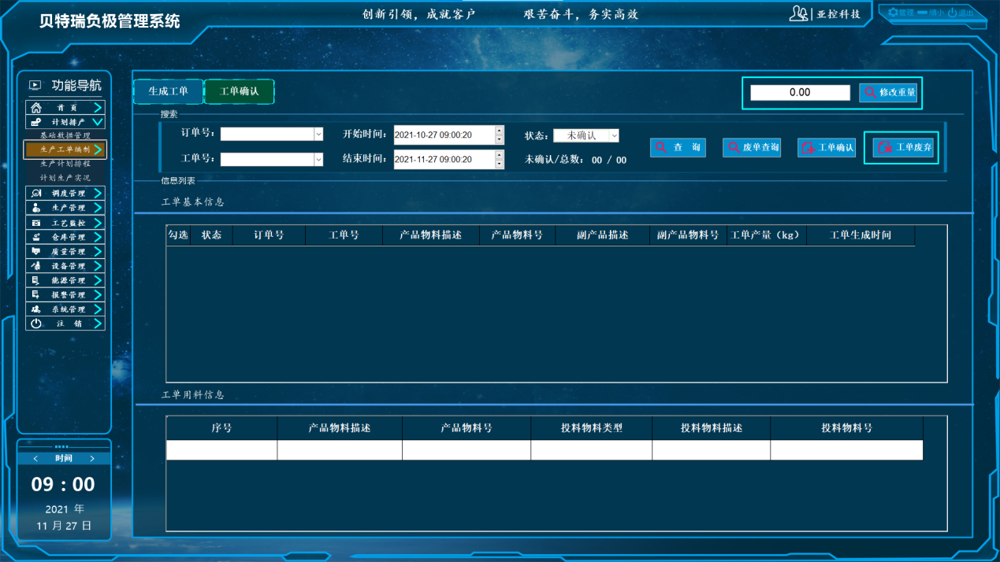 贝特瑞负极管理系统
创新引领，成就客户 艰苦奋斗，务实高效
亚控科技
管理 缩小 退出
功能导航
首 页
计划排产
基础数据管理
生产工单编制
生产计划排程
计划生产实况
调度管理
生产管理
工艺监控
仓库管理
质量管理
设备管理
能源管理
报警管理
系统管理
注 销
< 时间 >
09 : 00
2021 年
11 月 27 日
生成工单 工单确认
0.00 修改重量
搜索
订单号： 开始时间： 2021-10-27 09:00:20 状态： 未确认
工单号： 结束时间： 2021-11-27 09:00:20 未确认/总数： 00 / 00
查 询 废单查询 工单确认 工单废弃
信息列表
工单基本信息
勾选 状态 订单号 工单号 产品物料描述 产品物料号 副产品描述 副产品物料号 工单产量（kg） 工单生成时间
工单用料信息
序号 产品物料描述 产品物料号 投料物料类型 投料物料描述 投料物料号